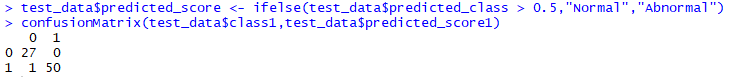 > test_data$predicted_score <- ifelse(test_data$predicted_class > 0.5,"Normal","Abnormal")
> confusionMatrix(test_data$class1,test_data$predicted_score1)
   0  1
0 27  0
1  1 50